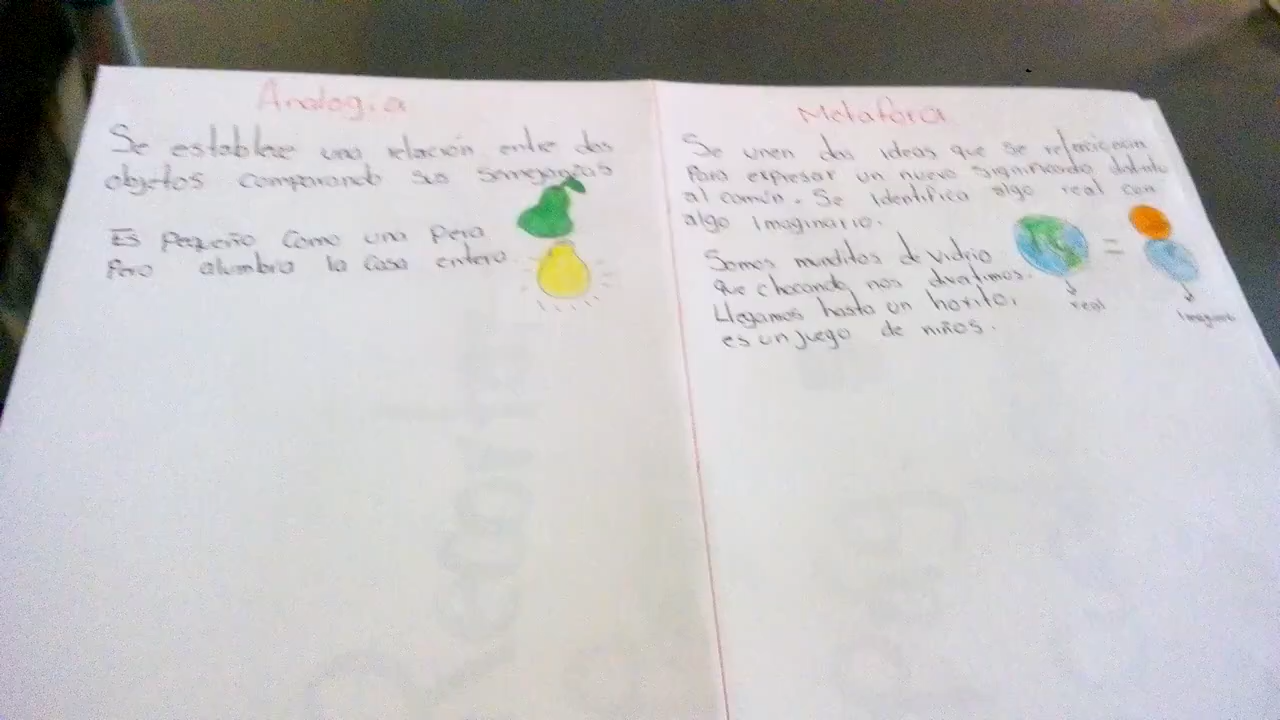 Analogía
Se establece una relación entre dos
objetos comparando sus semejanzas
Es Pequeño Como una Pera
Pero alumbra la Casa entera.
Metafóra
Se unen dos ideas que se relacionan
Para expresar un nuevo significado distinto
al común. Se identifica algo real con
algo Imaginario.
Somos munditos de vidrio
que chocando nos divertimos.
Llegamos hasta un hoyito,
es un juego de niños.
=
real
Imaginario